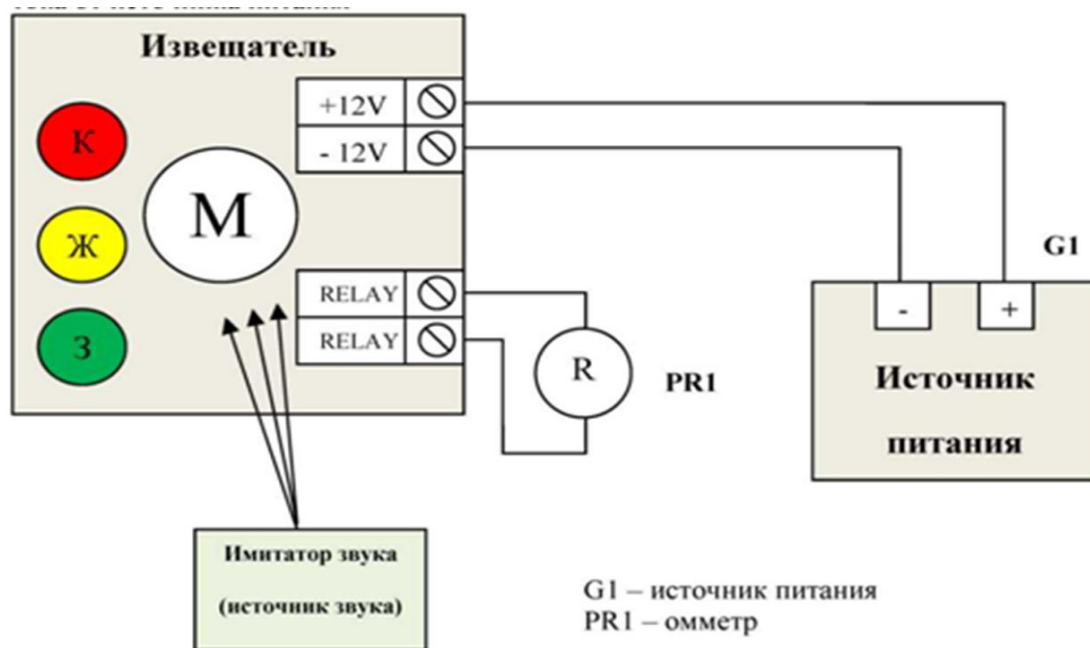 Извещатель
К
Ж
З
М
+12V
- 12V
RELAY
RELAY
R
PR1
G1
- +
Источник
питания
Имитатор звука
(источник звука)
G1 – источник питания
PR1 – омметр